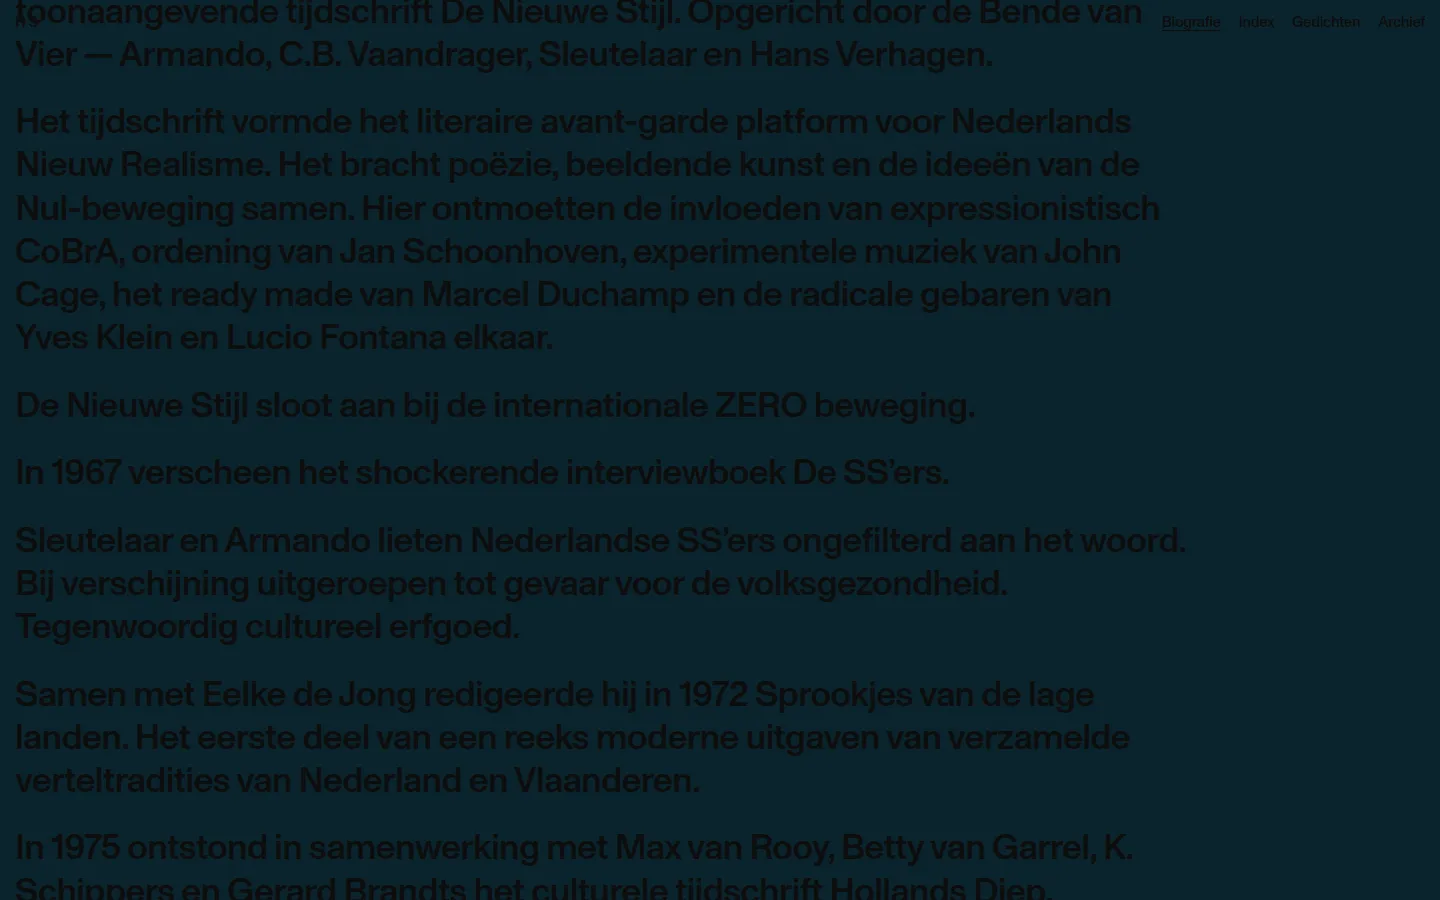 toonaangevende tijdschrift De Nieuwe Stijl. Opgericht door de Bende van
Biografie Index Gedichten Archief
Vier — Armando, C.B. Vaandrager, Sleutelaar en Hans Verhagen.
Het tijdschrift vormde het literaire avant-garde platform voor Nederlands
Nieuw Realisme. Het bracht poëzie, beeldende kunst en de ideeën van de
Nul-beweging samen. Hier ontmoetten de invloeden van expressionistisch
CoBrA, ordening van Jan Schoonhoven, experimentele muziek van John
Cage, het ready made van Marcel Duchamp en de radicale gebaren van
Yves Klein en Lucio Fontana elkaar.
De Nieuwe Stijl sloot aan bij de internationale ZERO beweging.
In 1967 verscheen het shockerende interviewboek De SS’ers.
Sleutelaar en Armando lieten Nederlandse SS’ers ongefilterd aan het woord.
Bij verschijning uitgeroepen tot gevaar voor de volksgezondheid.
Tegenwoordig cultureel erfgoed.
Samen met Eelke de Jong redigeerde hij in 1972 Sprookjes van de lage
landen. Het eerste deel van een reeks moderne uitgaven van verzamelde
verteltradities van Nederland en Vlaanderen.
In 1975 ontstond in samenwerking met Max van Rooy, Betty van Garrel, K.
Schippers en Gerard Brandts het culturele tijdschrift Hollands Diep.